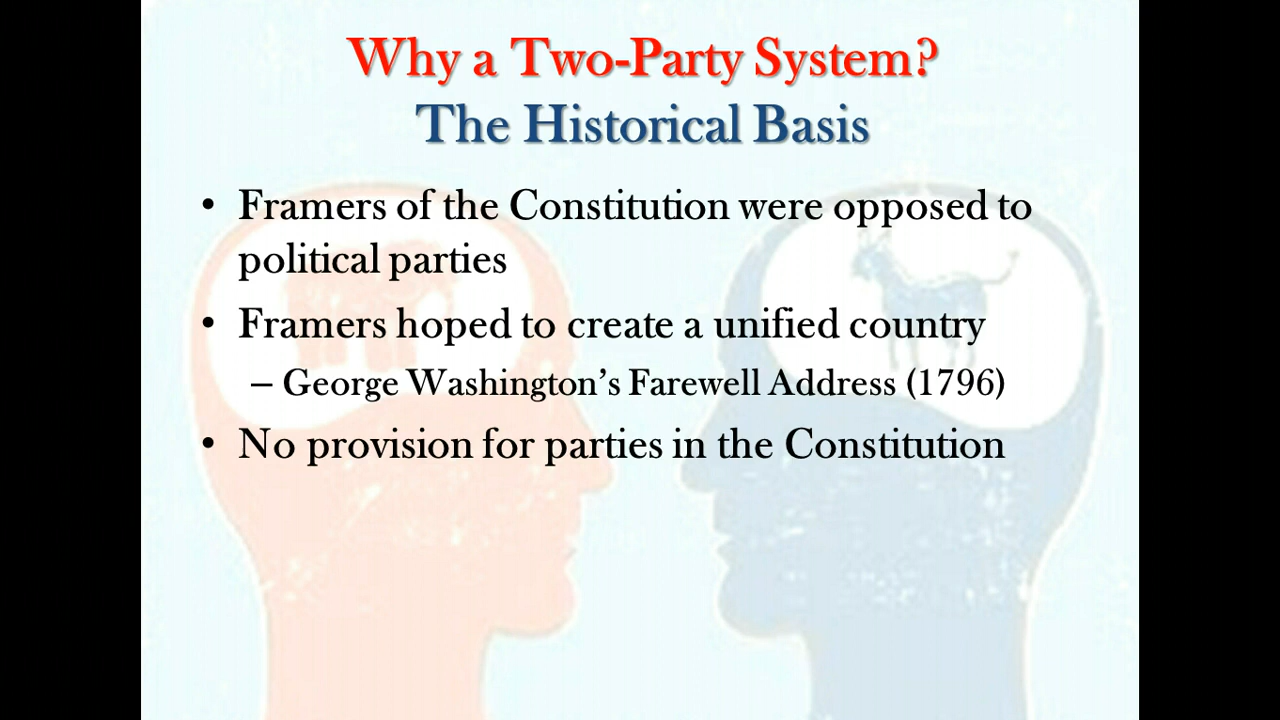 Why a Two-Party System?
The Historical Basis
• Framers of the Constitution were opposed to
political parties
• Framers hoped to create a unified country
– George Washington’s Farewell Address (1796)
• No provision for parties in the Constitution